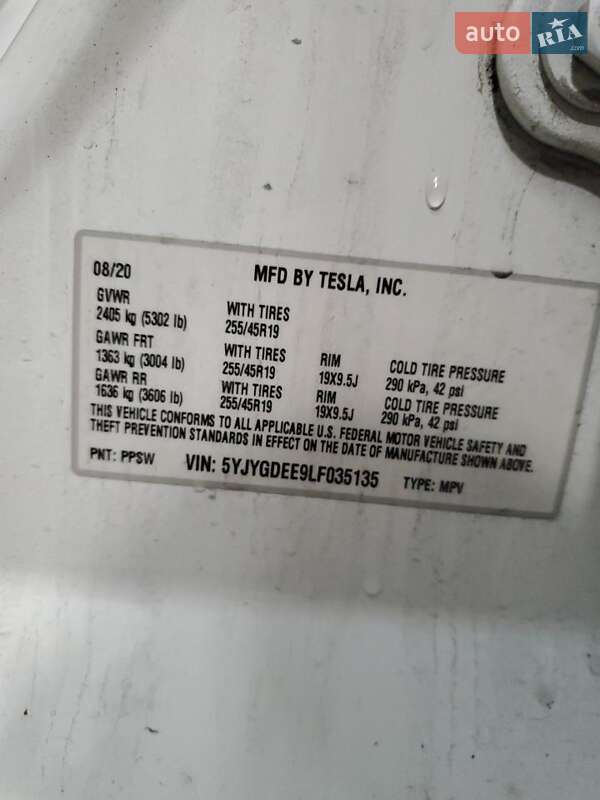 auto RIA.com
08/20 MFD BY TESLA, INC.
GVWR
2405 kg (5302 lb) WITH TIRES 255/45R19
GAWR FRT
1363 kg (3004 lb) WITH TIRES 255/45R19 RIM 19X9.5J COLD TIRE PRESSURE 290 kPa, 42 psi
GAWR RR
1636 kg (3606 lb) WITH TIRES 255/45R19 RIM 19X9.5J COLD TIRE PRESSURE 290 kPa, 42 psi
THIS VEHICLE CONFORMS TO ALL APPLICABLE U.S. FEDERAL MOTOR VEHICLE SAFETY AND
THEFT PREVENTION STANDARDS IN EFFECT ON THE DATE OF MANUFACTURE SHOWN ABOVE.
PNT: PPSW VIN: 5YJYGDEE9LF035135 TYPE: MPV